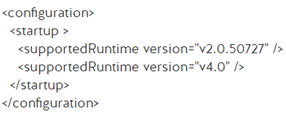 <configuration>
<startup >
<supportedRuntime version="v2.0.50727" />
<supportedRuntime version="v4.0" />
</startup>
</configuration>